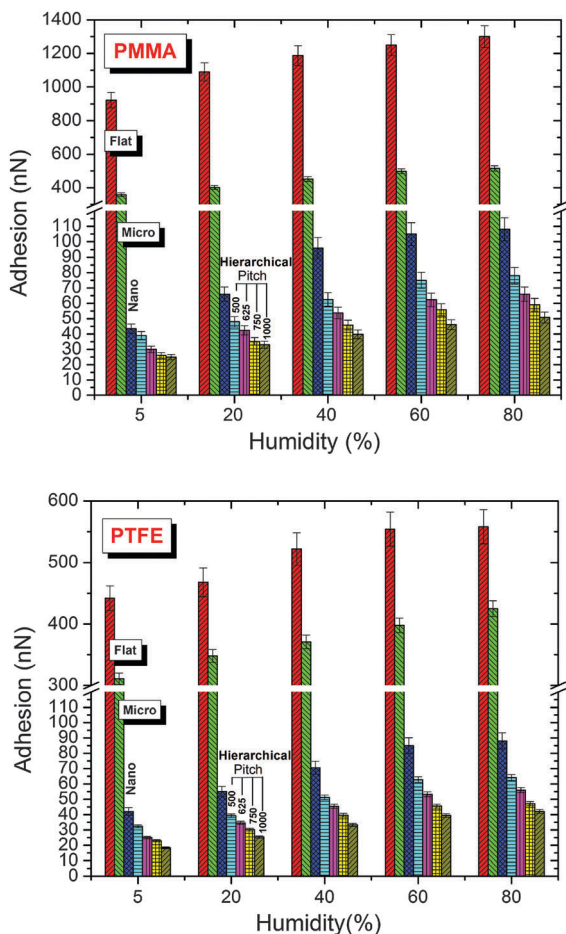 PMMA
1400
1200
1000
800
600
400
110
100
90
80
70
60
50
40
30
20
10
0
Adhesion (nN)
Flat
Micro
Nano
Hierarchical
Pitch
500
625
750
1000
5 20 40 60 80
Humidity (%)
PTFE
600
500
400
300
110
100
90
80
70
60
50
40
30
20
10
0
Adhesion (nN)
Flat
Micro
Nano
Hierarchical
Pitch
500
625
750
1000
5 20 40 60 80
Humidity(%)